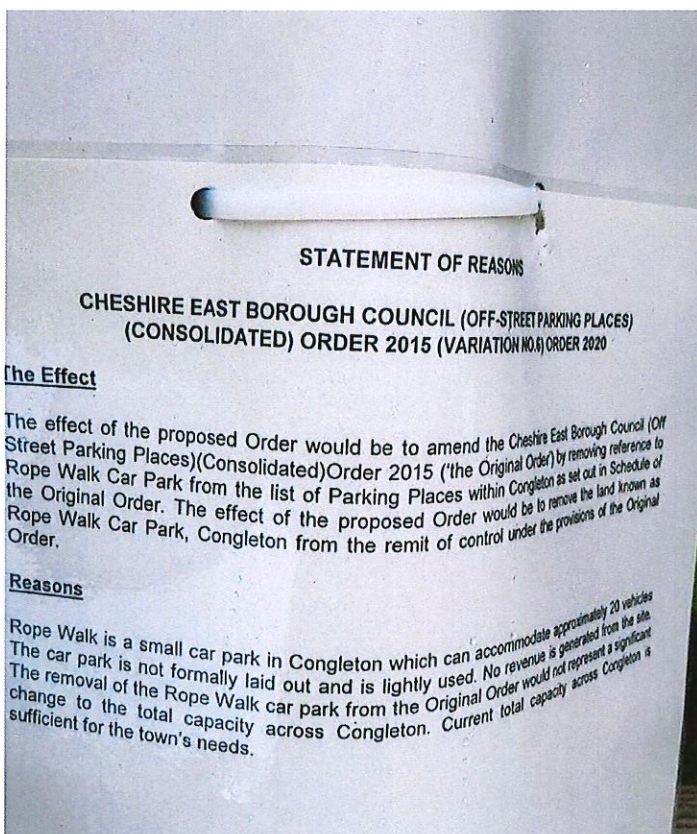 STATEMENT OF REASONS
CHESHIRE EAST BOROUGH COUNCIL (OFF-STREET PARKING PLACES)
(CONSOLIDATED) ORDER 2015 (VARIATION NO.6) ORDER 2020
The Effect
The effect of the proposed Order would be to amend the Cheshire East Borough Council (Off
Street Parking Places)(Consolidated)Order 2015 ('the Original Order') by removing reference to
Rope Walk Car Park from the list of Parking Places within Congleton as set out in Schedule of
the Original Order. The effect of the proposed Order would be to remove the land known as
Rope Walk Car Park, Congleton from the remit of control under the provisions of the Original
Order.
Reasons
Rope Walk is a small car park in Congleton which can accommodate approximately 20 vehicles
The car park is not formally laid out and is lightly used. No revenue is generated from the site.
The removal of the Rope Walk car park from the Original Order would not represent a significant
change to the total capacity across Congleton. Current total capacity across Congleton is
sufficient for the town's needs.